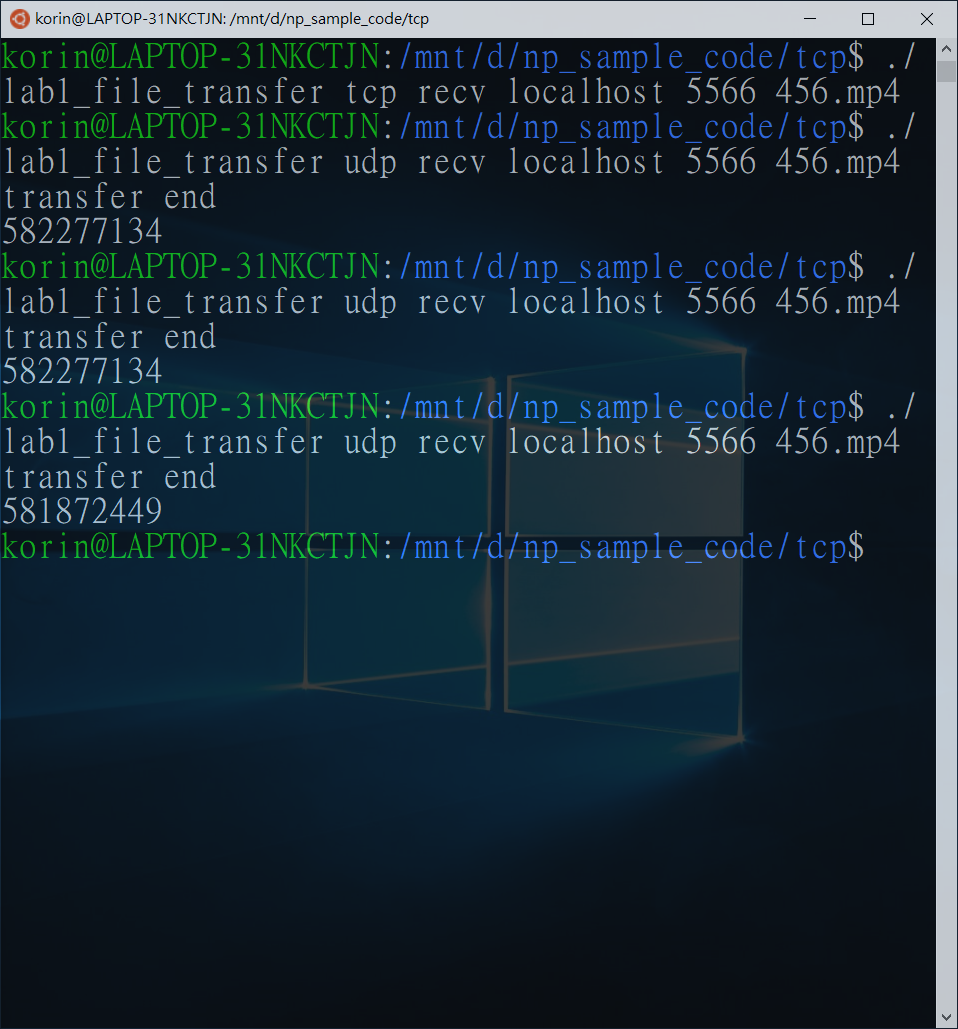 korin@LAPTOP-31NKCTJN: /mnt/d/np_sample_code/tcp
korin@LAPTOP-31NKCTJN:/mnt/d/np_sample_code/tcp$ ./
lab1_file_transfer tcp recv localhost 5566 456.mp4
korin@LAPTOP-31NKCTJN:/mnt/d/np_sample_code/tcp$ ./
lab1_file_transfer udp recv localhost 5566 456.mp4
transfer end
582277134
korin@LAPTOP-31NKCTJN:/mnt/d/np_sample_code/tcp$ ./
lab1_file_transfer udp recv localhost 5566 456.mp4
transfer end
582277134
korin@LAPTOP-31NKCTJN:/mnt/d/np_sample_code/tcp$ ./
lab1_file_transfer udp recv localhost 5566 456.mp4
transfer end
581872449
korin@LAPTOP-31NKCTJN:/mnt/d/np_sample_code/tcp$